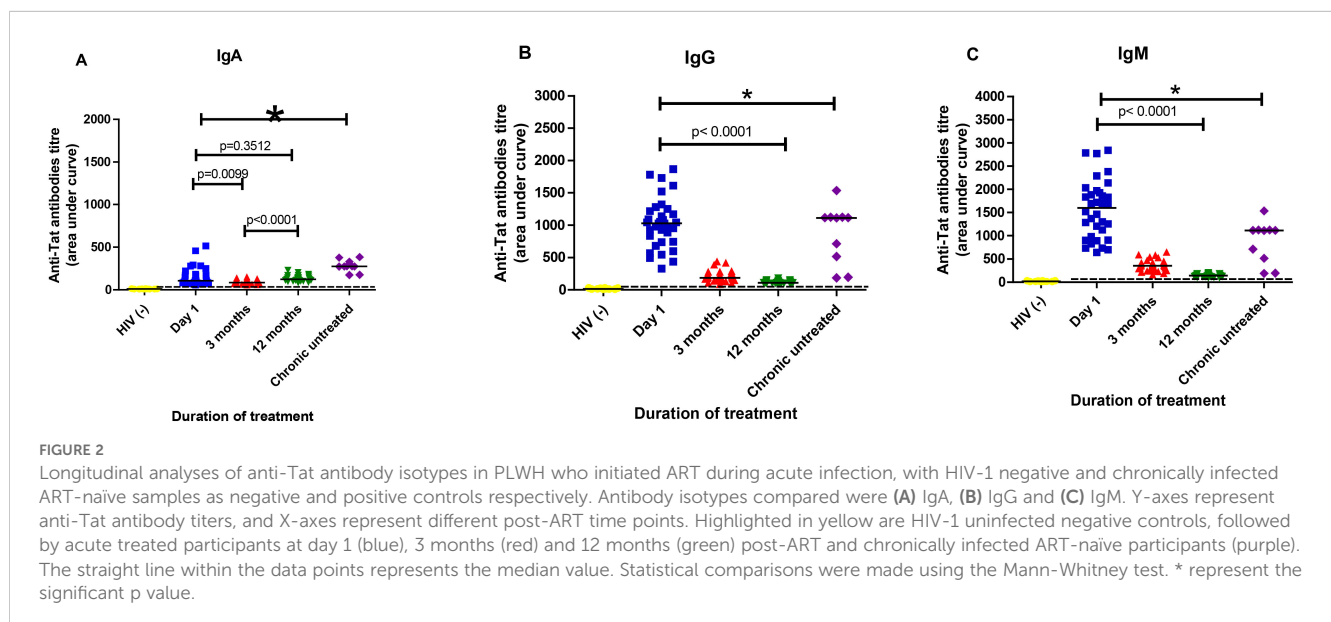 A
IgA
Anti-Tat antibodies titre
(area under curve)
2000
1500
1000
500
0
*
p=0.3512
p=0.0099
p<0.0001
HIV (-)
Day 1
3 months
12 months
Chronic untreated
Duration of treatment
B
IgG
Anti-Tat antibodies titre
(area under curve)
3000
2500
2000
1500
1000
500
0
*
p< 0.0001
HIV (-)
Day 1
3 months
12 months
Chronic untreated
Duration of treatment
C
IgM
Anti-Tat antibodies titre
(area under curve)
4000
3500
3000
2500
2000
1500
1000
500
0
*
p< 0.0001
HIV (-)
Day 1
3 months
12 months
Chronic untreated
Duration of treatment
FIGURE 2
Longitudinal analyses of anti-Tat antibody isotypes in PLWH who initiated ART during acute infection, with HIV-1 negative and chronically infected
ART-naïve samples as negative and positive controls respectively. Antibody isotypes compared were (A) IgA, (B) IgG and (C) IgM. Y-axes represent
anti-Tat antibody titers, and X-axes represent different post-ART time points. Highlighted in yellow are HIV-1 uninfected negative controls, followed
by acute treated participants at day 1 (blue), 3 months (red) and 12 months (green) post-ART and chronically infected ART-naïve participants (purple).
The straight line within the data points represents the median value. Statistical comparisons were made using the Mann-Whitney test. * represent the
significant p value.